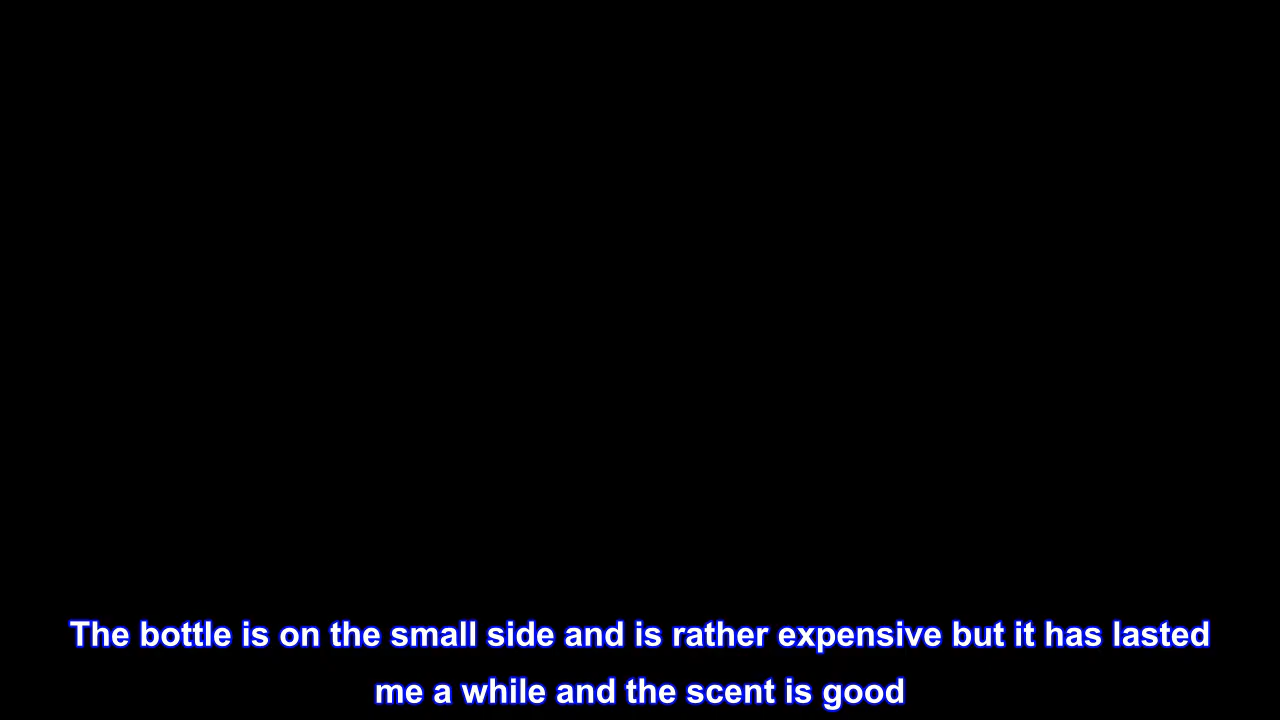 The bottle is on the small side and is rather expensive but it has lasted
me a while and the scent is good